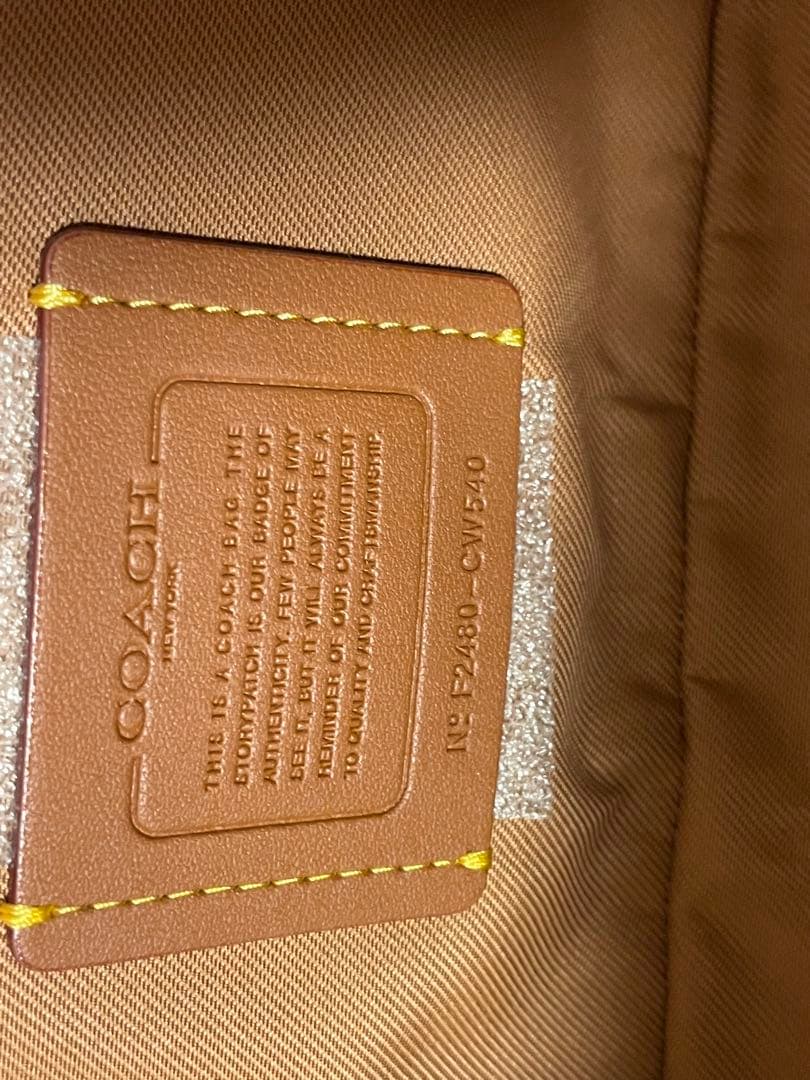 COACH
NEW YORK
THIS IS A COACH BAG. THE
STORYPATCH IS OUR BADGE OF
AUTHENTICITY. FEW PEOPLE MAY
SEE IT, BUT IT WILL ALWAYS BE A
REMINDER OF OUR COMMITMENT
TO QUALITY AND CRAFTSMANSHIP.
Nº F2480-CW540